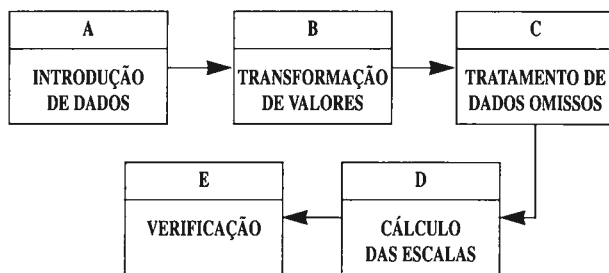 A
INTRODUÇÃO
DE DADOS
B
TRANSFORMAÇÃO
DE VALORES
C
TRATAMENTO DE
DADOS OMISSOS
D
CÁLCULO
DAS ESCALAS
E
VERIFICAÇÃO